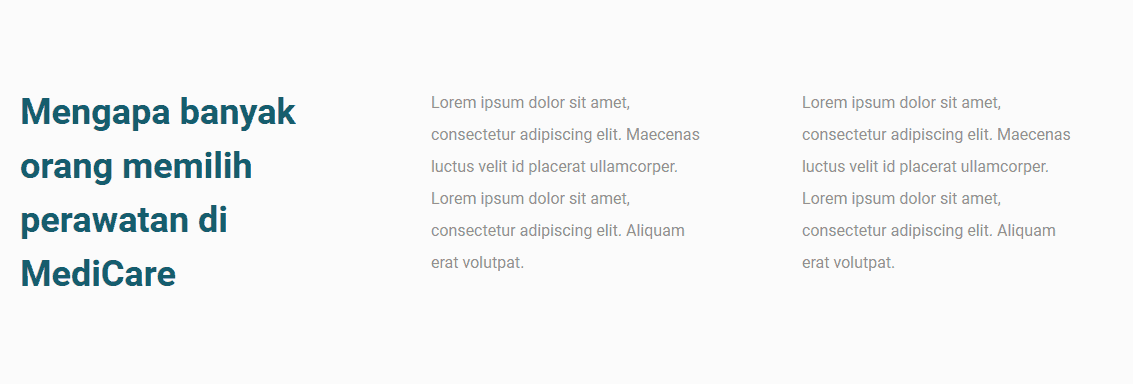 Mengapa banyak
orang memilih
perawatan di
MediCare
Lorem ipsum dolor sit amet,
consectetur adipiscing elit. Maecenas
luctus velit id placerat ullamcorper.
Lorem ipsum dolor sit amet,
consectetur adipiscing elit. Aliquam
erat volutpat.
Lorem ipsum dolor sit amet,
consectetur adipiscing elit. Maecenas
luctus velit id placerat ullamcorper.
Lorem ipsum dolor sit amet,
consectetur adipiscing elit. Aliquam
erat volutpat.